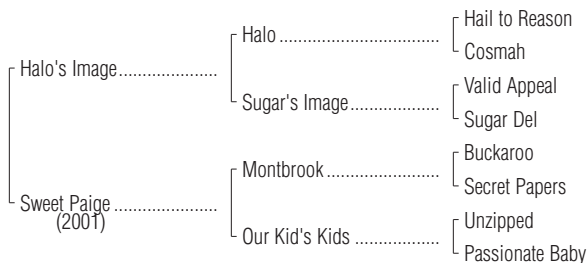 Hail to Reason
Halo ................................
Cosmah
Halo's Image....................
Valid Appeal
Sugar's Image..................
Sugar Del
Buckaroo
Montbrook .......................
Secret Papers
Sweet Paige .....................
(2001)
Unzipped
Our Kid's Kids .................
Passionate Baby